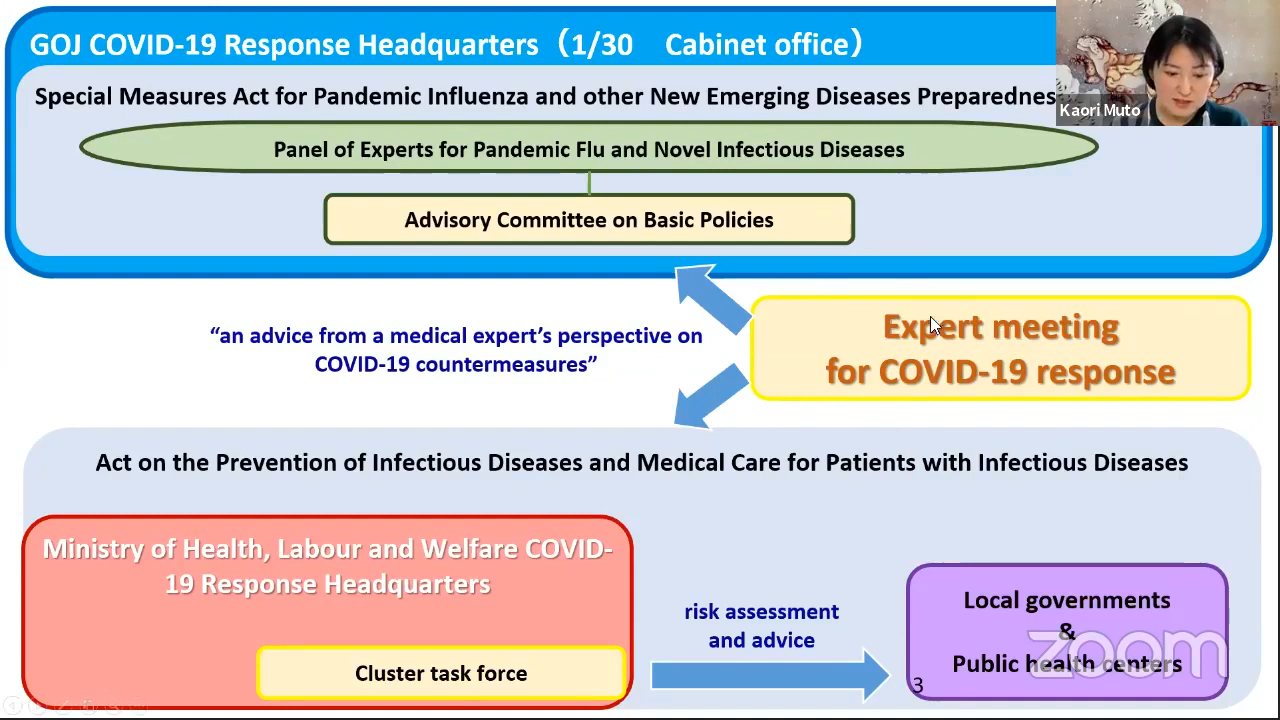 GOJ COVID-19 Response Headquarters（1/30　Cabinet office）
Special Measures Act for Pandemic Influenza and other New Emerging Diseases Preparednes
Kaori Muto
Panel of Experts for Pandemic Flu and Novel Infectious Diseases
Advisory Committee on Basic Policies
“an advice from a medical expert’s perspective on
COVID-19 countermeasures”
Expert meeting
for COVID-19 response
Act on the Prevention of Infectious Diseases and Medical Care for Patients with Infectious Diseases
Ministry of Health, Labour and Welfare COVID-
19 Response Headquarters
Cluster task force
risk assessment
and advice
Local governments
&
Public health centers
zoom
3